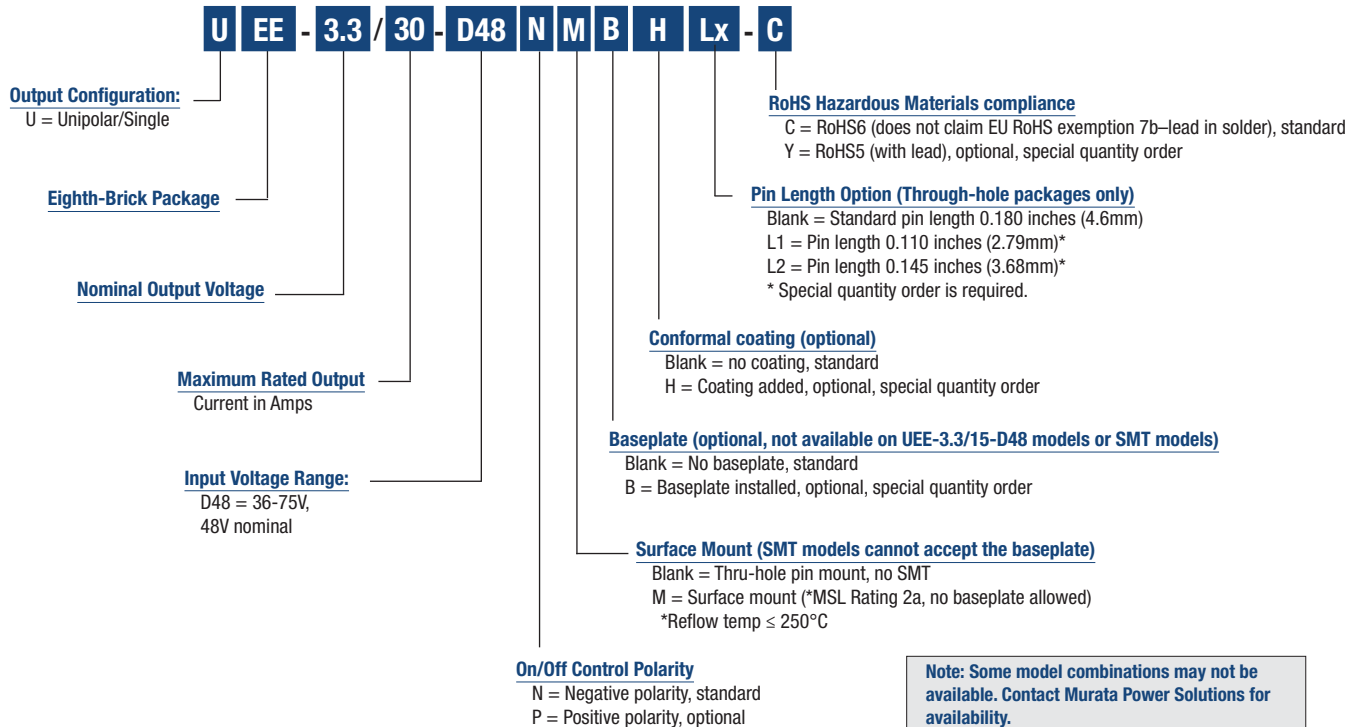 U EE - 3.3 / 30 - D48 N M B H Lx - C
Output Configuration:
U = Unipolar/Single
Eighth-Brick Package
Nominal Output Voltage
Maximum Rated Output
Current in Amps
Input Voltage Range:
D48 = 36-75V,
48V nominal
RoHS Hazardous Materials compliance
C = RoHS6 (does not claim EU RoHS exemption 7b–lead in solder), standard
Y = RoHS5 (with lead), optional, special quantity order
Pin Length Option (Through-hole packages only)
Blank = Standard pin length 0.180 inches (4.6mm)
L1 = Pin length 0.110 inches (2.79mm)*
L2 = Pin length 0.145 inches (3.68mm)*
* Special quantity order is required.
Conformal coating (optional)
Blank = no coating, standard
H = Coating added, optional, special quantity order
Baseplate (optional, not available on UEE-3.3/15-D48 models or SMT models)
Blank = No baseplate, standard
B = Baseplate installed, optional, special quantity order
Surface Mount (SMT models cannot accept the baseplate)
Blank = Thru-hole pin mount, no SMT
M = Surface mount (*MSL Rating 2a, no baseplate allowed)
*Reflow temp ≤ 250°C
On/Off Control Polarity
N = Negative polarity, standard
P = Positive polarity, optional
Note: Some model combinations may not be
available. Contact Murata Power Solutions for
availability.